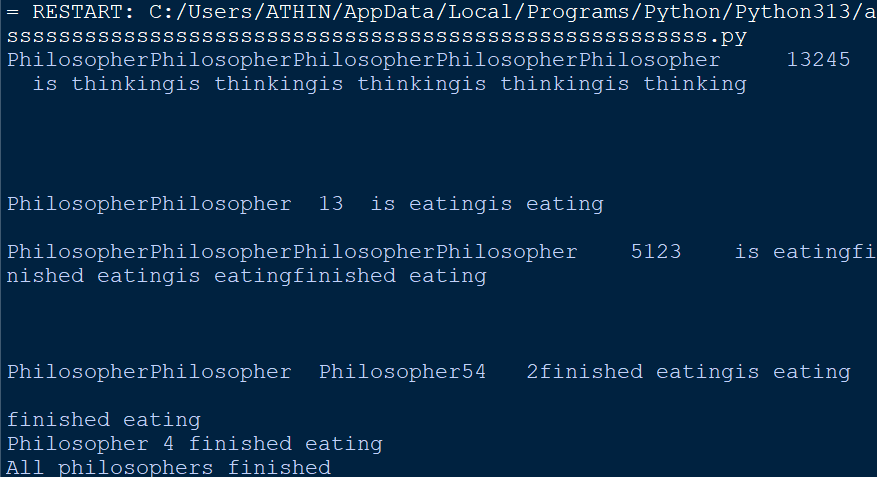 = RESTART: C:/Users/ATHIN/AppData/Local/Programs/Python/Python313/a
ssssssssssssssssssssssssssssssssssssssssssssssssssssss.py
PhilosopherPhilosopherPhilosopherPhilosopherPhilosopher     13245
  is thinkingis thinkingis thinkingis thinkingis thinking
PhilosopherPhilosopher  13  is eatingis eating
PhilosopherPhilosopherPhilosopherPhilosopher    5123    is eatingfi
nished eatingis eatingfinished eating
PhilosopherPhilosopher  Philosopher54   2finished eatingis eating
finished eating
Philosopher 4 finished eating
All philosophers finished